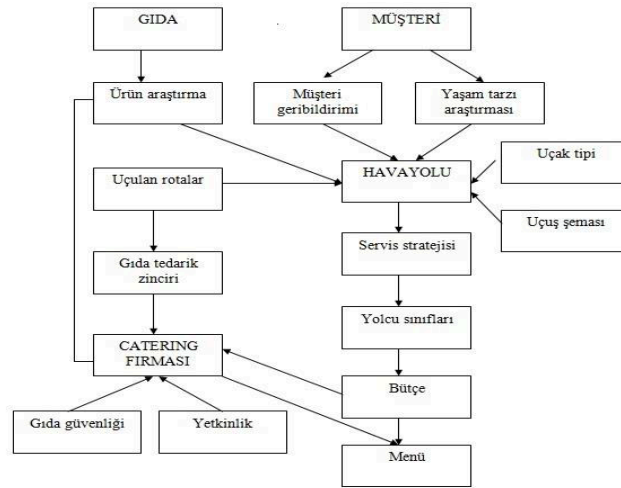 GIDA
MÜŞTERİ
Ürün araştırma
Müşteri
geribildirimi
Yaşam tarzı
araştırması
Uçulan rotalar
HAVAYOLU
Uçak tipi
Uçuş şeması
Servis stratejisi
Gıda tedarik
zinciri
Yolcu sınıfları
CATERING
FIRMASI
Bütçe
Gıda güvenliği
Yetkinlik
Menü